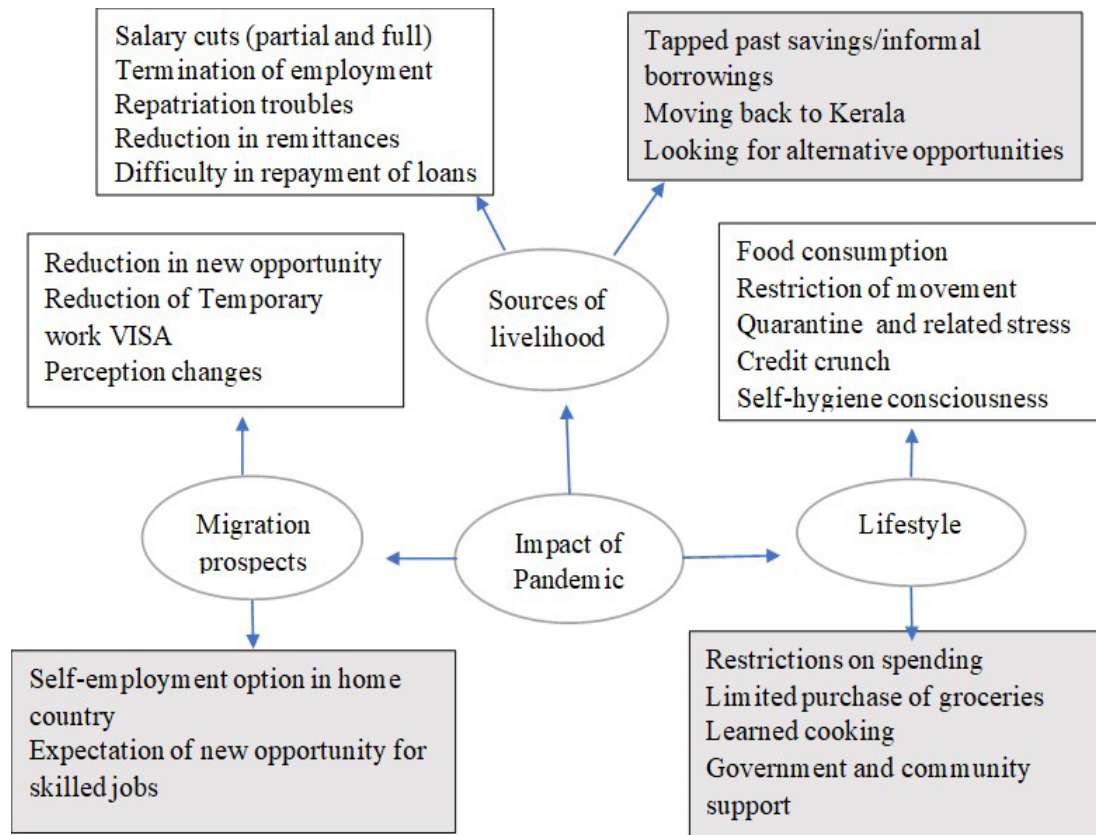 Salary cuts (partial and full)
Termination of employment
Repatriation troubles
Reduction in remittances
Difficulty in repayment of loans
Tapped past savings/informal
borrowings
Moving back to Kerala
Looking for alternative opportunities
Reduction in new opportunity
Reduction of Temporary
work VISA
Perception changes
Sources of
livelihood
Food consumption
Restriction of movement
Quarantine and related stress
Credit crunch
Self-hygiene consciousness
Migration
prospects
Impact of
Pandemic
Lifestyle
Self-employment option in home
country
Expectation of new opportunity for
skilled jobs
Restrictions on spending
Limited purchase of groceries
Learned cooking
Government and community
support